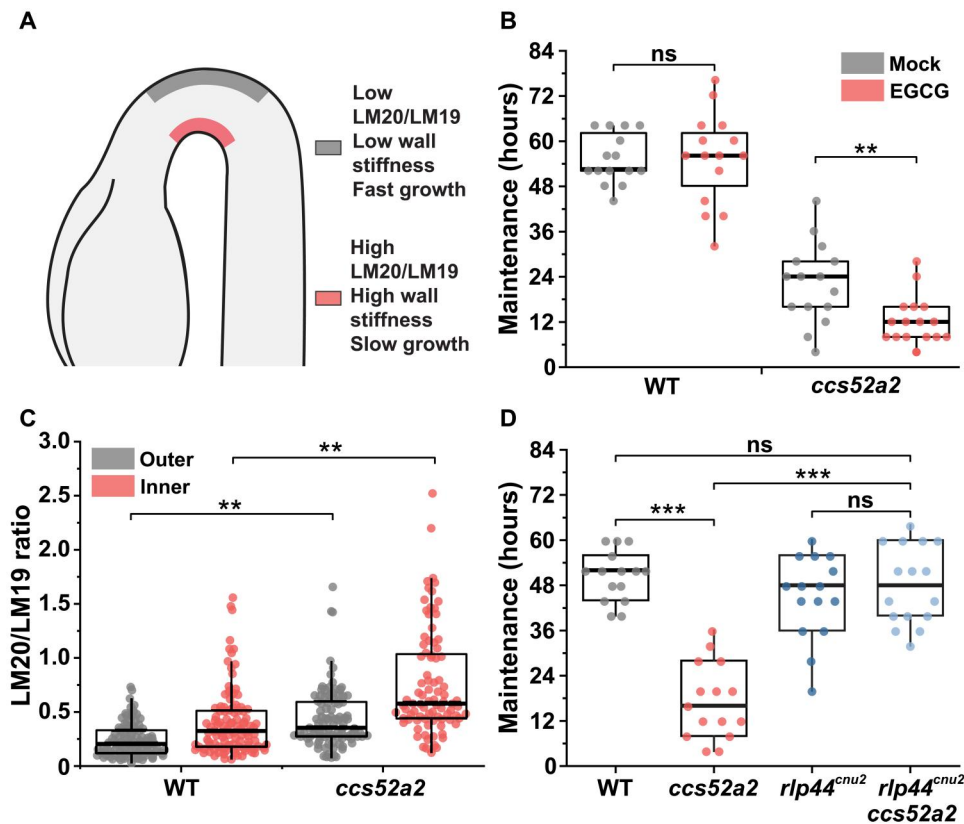 A
Low
LM20/LM19
Low wall
stiffness
Fast growth
High
LM20/LM19
High wall
stiffness
Slow growth
B
Maintenance (hours)
84
72
60
48
36
24
12
0
ns
**
Mock
EGCG
WT
ccs52a2
C
LM20/LM19 ratio
3.0
2.5
2.0
1.5
1.0
0.5
0
Outer
Inner
**
**
WT
ccs52a2
D
Maintenance (hours)
84
72
60
48
36
24
12
0
ns
***
***
ns
WT
ccs52a2
rlp44cnu2
rlp44cnu2
ccs52a2